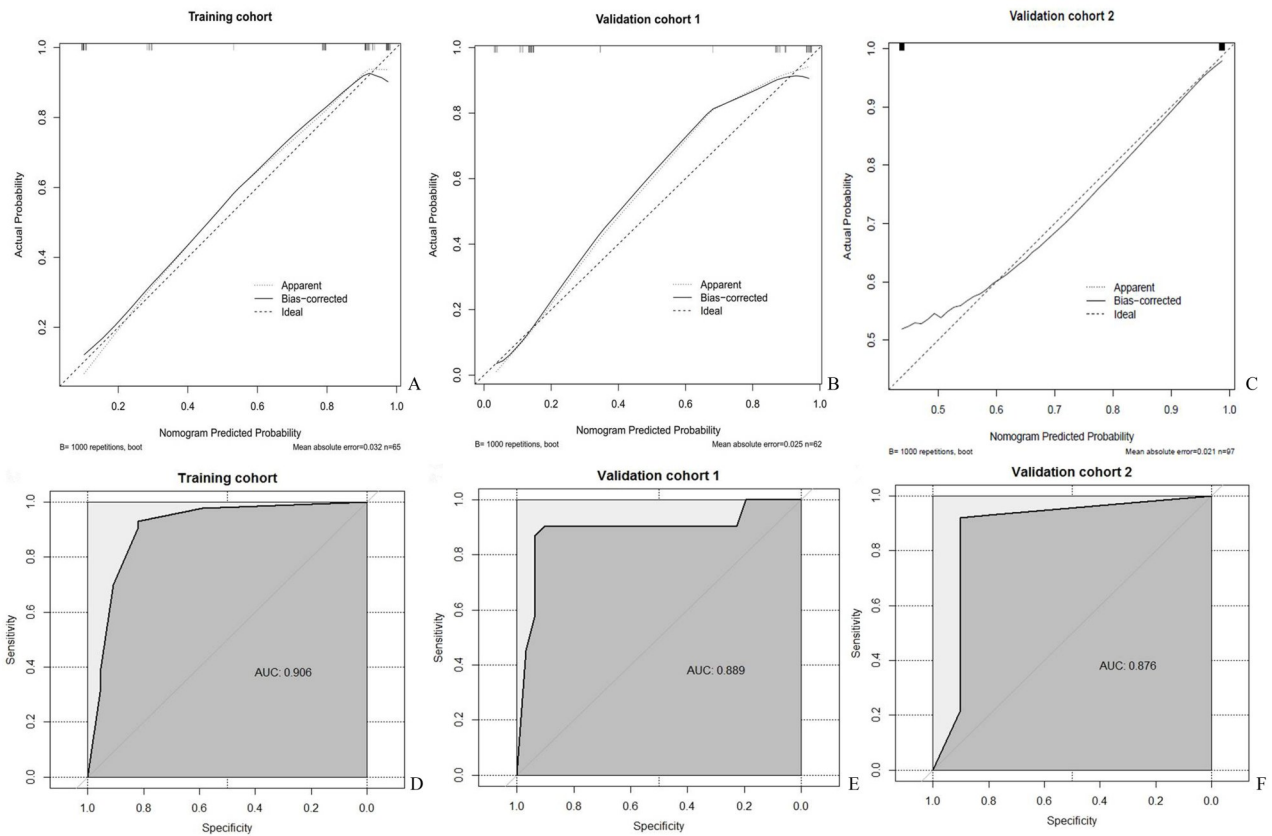 Training cohort
Actual Probability
1.0
0.8
0.6
0.4
0.2
Apparent
Bias-corrected
Ideal
0.2 0.4 0.6 0.8 1.0
A
Nomogram Predicted Probability
B= 1000 repetitions, boot
Mean absolute error=0.032 n=65
Validation cohort 1
Actual Probability
1.0
0.8
0.6
0.4
0.2
0.0
Apparent
Bias-corrected
Ideal
0.0 0.2 0.4 0.6 0.8 1.0
B
Nomogram Predicted Probability
B= 1000 repetitions, boot
Mean absolute error=0.025 n=62
Validation cohort 2
Actual Probability
1.0
0.9
0.8
0.7
0.6
0.5
Apparent
Bias-corrected
Ideal
0.5 0.6 0.7 0.8 0.9 1.0
C
Nomogram Predicted Probability
B= 1000 repetitions, boot
Mean absolute error=0.021 n=97
Training cohort
Sensitivity
1.0
0.8
0.6
0.4
0.2
0.0
AUC: 0.906
1.0 0.8 0.6 0.4 0.2 0.0
D
Specificity
Validation cohort 1
Sensitivity
1.0
0.8
0.6
0.4
0.2
0.0
AUC: 0.889
1.0 0.8 0.6 0.4 0.2 0.0
E
Specificity
Validation cohort 2
Sensitivity
1.0
0.8
0.6
0.4
0.2
0.0
AUC: 0.876
1.0 0.8 0.6 0.4 0.2 0.0
F
Specificity